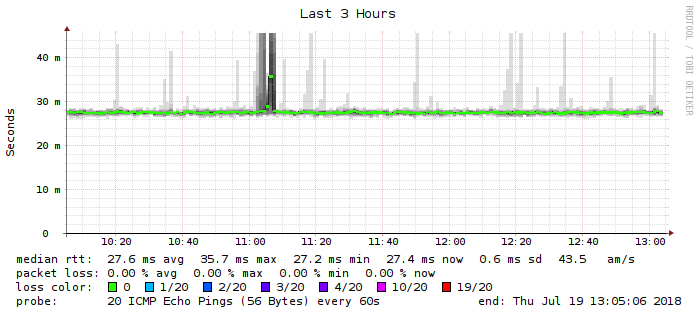 Last 3 Hours
RRDTOOL / TOBI OETIKER
Seconds
40 m
30 m
20 m
10 m
0
10:20 10:40 11:00 11:20 11:40 12:00 12:20 12:40 13:00
median rtt: 27.6 ms avg 35.7 ms max 27.2 ms min 27.4 ms now 0.6 ms sd 43.5 am/s
packet loss: 0.00 % avg 0.00 % max 0.00 % min 0.00 % now
loss color: 0 1/20 2/20 3/20 4/20 10/20 19/20
probe: 20 ICMP Echo Pings (56 Bytes) every 60s end: Thu Jul 19 13:05:06 2018